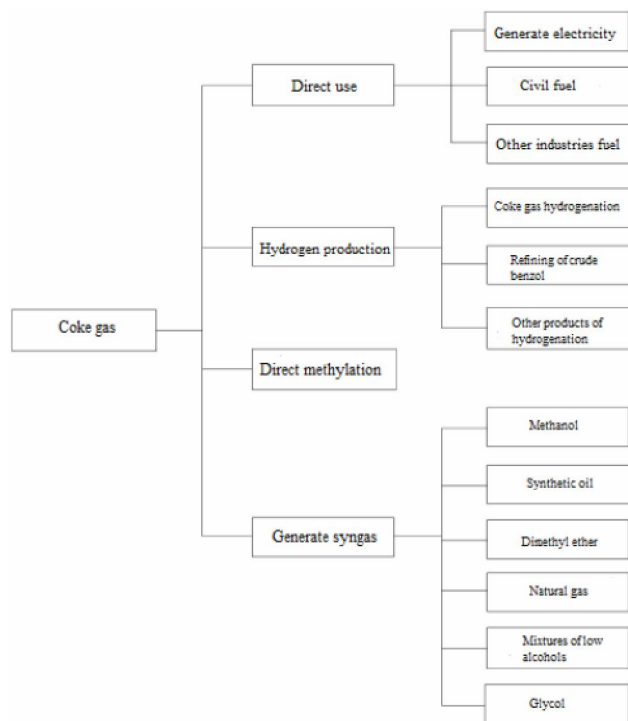 Generate electricity
Direct use
Civil fuel
Other industries fuel
Coke gas hydrogenation
Hydrogen production
Refining of crude
benzol
Other products of
hydrogenation
Coke gas
Direct methylation
Methanol
Synthetic oil
Generate syngas
Dimethyl ether
Natural gas
Mixtures of low
alcohols
Glycol